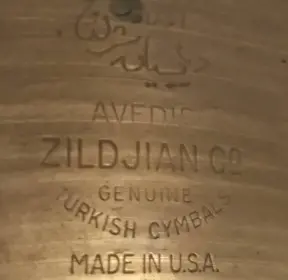 AVEDIS
ZILDJIAN CO
GENUINE
TURKISH CYMBALS
MADE IN U.S.A.